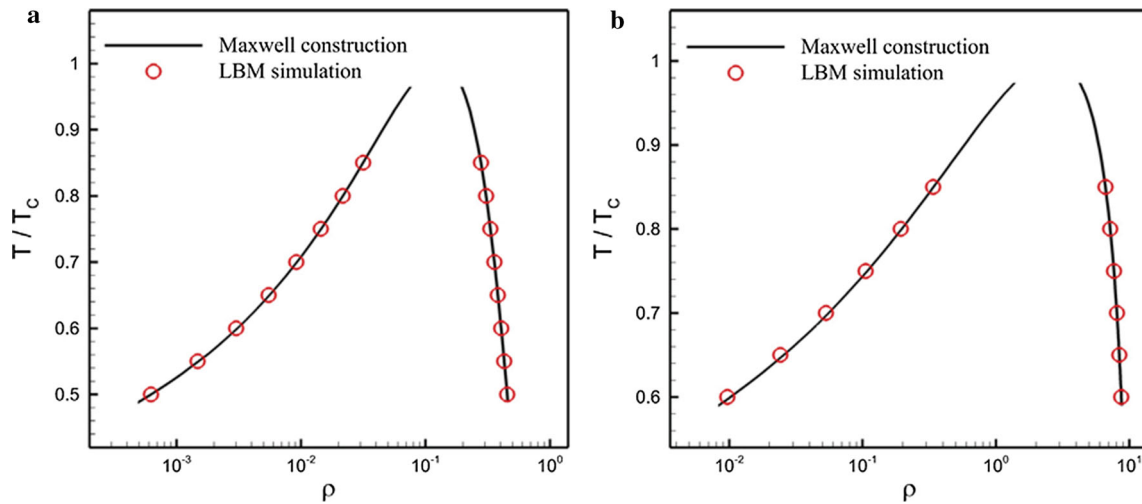 a
Maxwell construction
LBM simulation
1
0.9
0.8
0.7
0.6
0.5
T / T_C
10^-3
10^-2
10^-1
10^0
ρ
b
Maxwell construction
LBM simulation
1
0.9
0.8
0.7
0.6
T / T_C
10^-2
10^-1
10^0
10^1
ρ